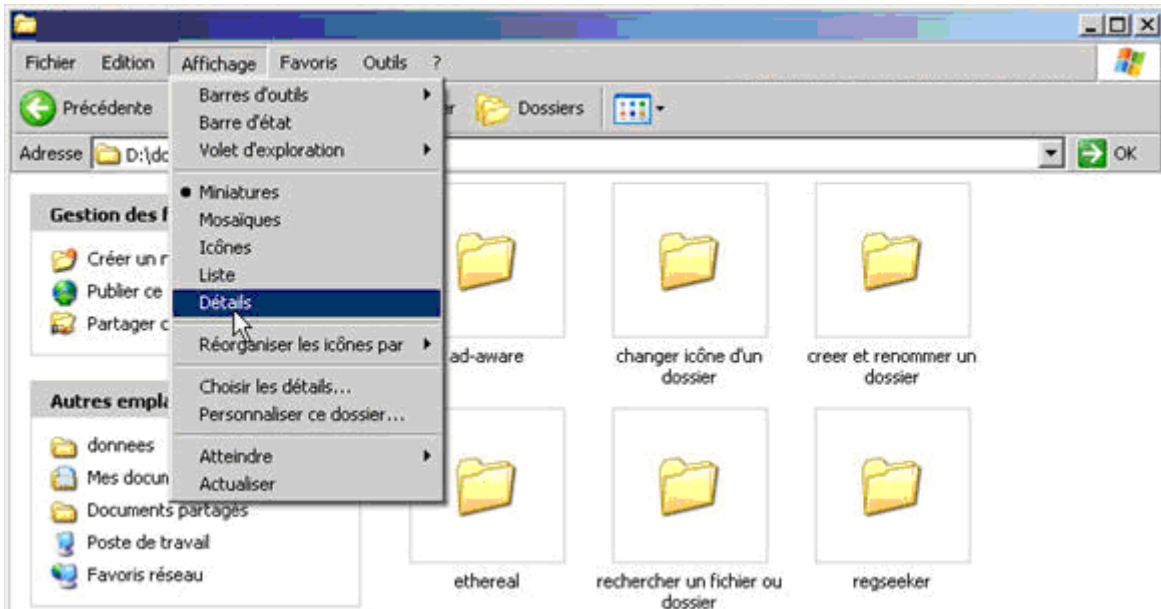 Fichier Edition Affichage Favoris Outils ?
Précédente
Dossiers
Adresse D:\dc
OK
Barres d'outils
Barre d'état
Volet d'exploration
Miniatures
Mosaïques
Icônes
Liste
Détails
Réorganiser les icônes par
Choisir les détails...
Personnaliser ce dossier...
Atteindre
Actualiser
Gestion des f
Créer un r
Publier ce
Partager c
Autres empla
donnees
Mes docun
Documents partagés
Poste de travail
Favoris réseau
ad-aware
changer icône d'un
dossier
creer et renommer un
dossier
ethereal
rechercher un fichier ou
dossier
regseeker